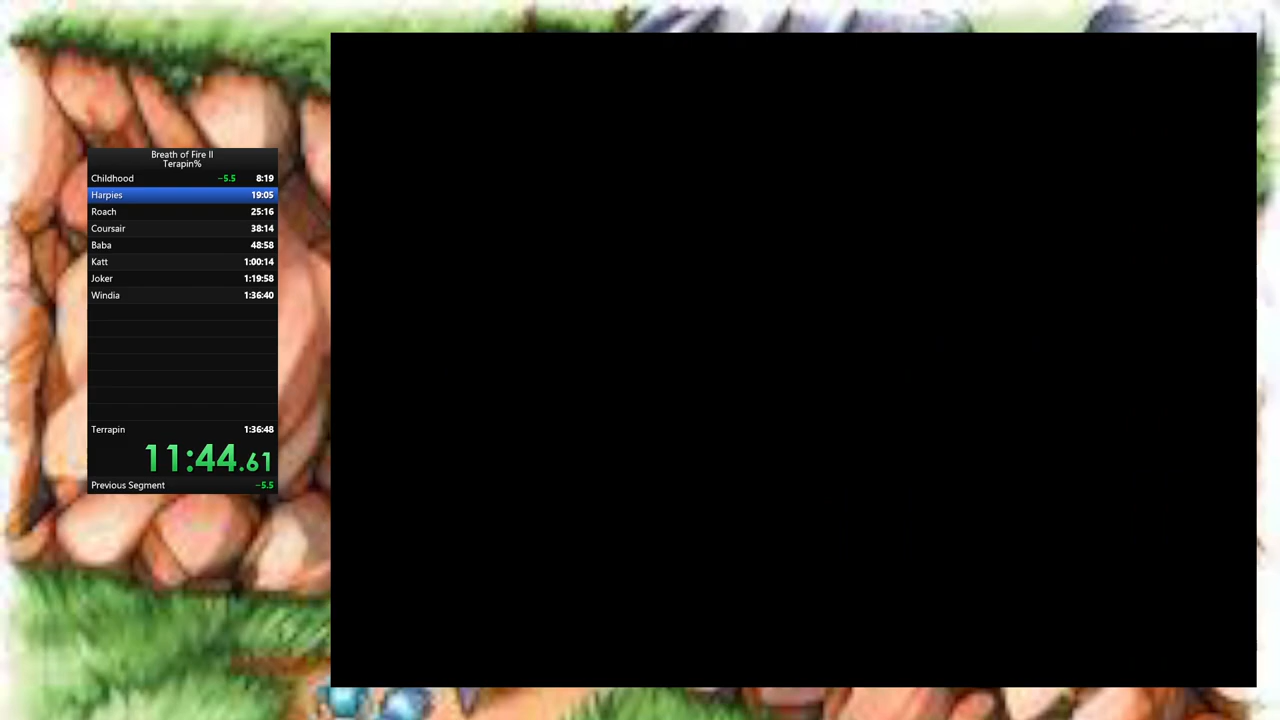 Breath of Fire II
Terapin%
Childhood −5.5 8:19
Harpies 19:05
Roach 25:16
Coursair 38:14
Baba 48:58
Katt 1:00:14
Joker 1:19:58
Windia 1:36:40
Terrapin 1:36:48
11:44.61
Previous Segment −5.5